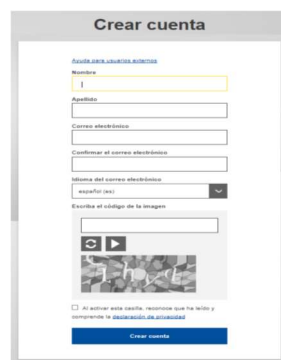 Crear cuenta
Ayuda para usuarios externos
Nombre
Apellido
Correo electrónico
Confirmar el correo electrónico
Idioma del correo electrónico
español (es)
Escriba el código de la imagen
Al activar esta casilla, reconoce que ha leído y
comprende la declaración de privacidad
Crear cuenta